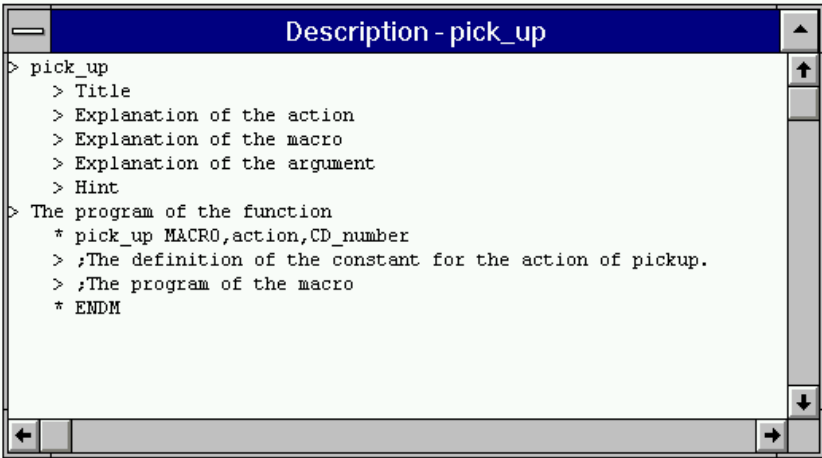 Description - pick_up
> pick_up
> Title
> Explanation of the action
> Explanation of the macro
> Explanation of the argument
> Hint
> The program of the function
* pick_up MACRO,action,CD_number
> ;The definition of the constant for the action of pickup.
> ;The program of the macro
* ENDM